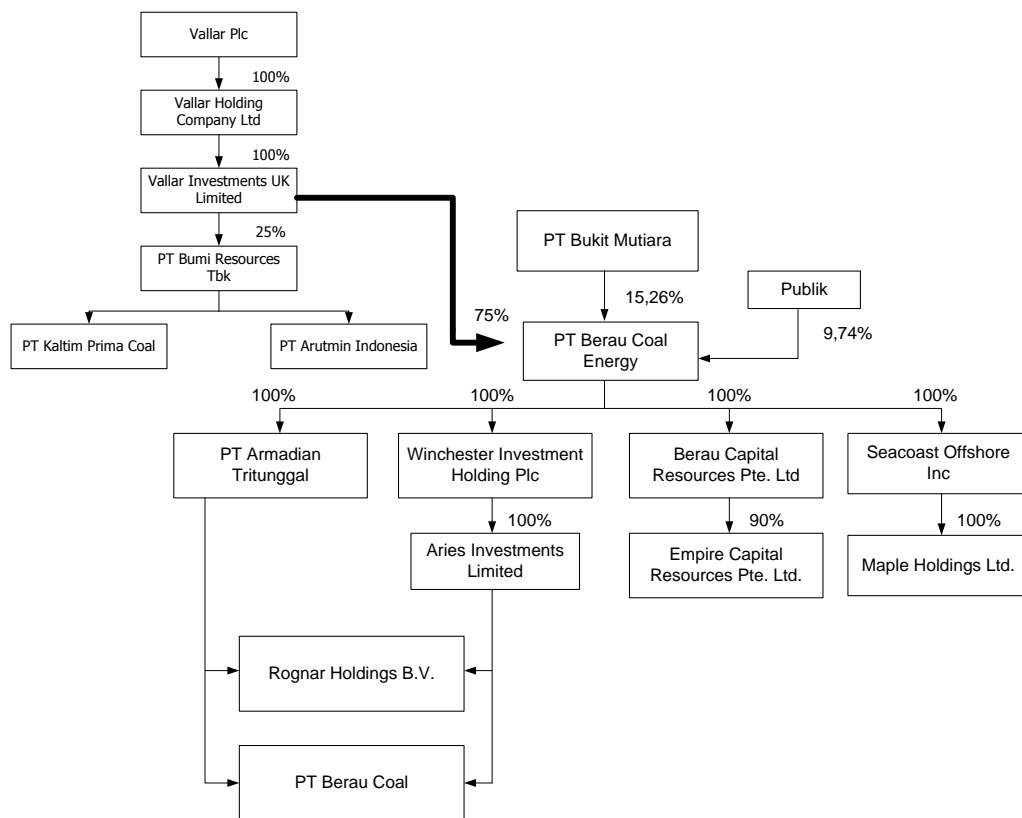 Vallar Plc
100%
Vallar Holding
Company Ltd
100%
Vallar Investments UK
Limited
25%
PT Bumi Resources
Tbk
PT Kaltim Prima Coal
PT Arutmin Indonesia
75%
PT Bukit Mutiara
15,26%
Publik
9,74%
PT Berau Coal
Energy
100%
100%
100%
100%
PT Armadian
Tritunggal
Winchester Investment
Holding Plc
Berau Capital
Resources Pte. Ltd
Seacoast Offshore
Inc
100%
90%
100%
Aries Investments
Limited
Empire Capital
Resources Pte. Ltd.
Maple Holdings Ltd.
Rognar Holdings B.V.
PT Berau Coal